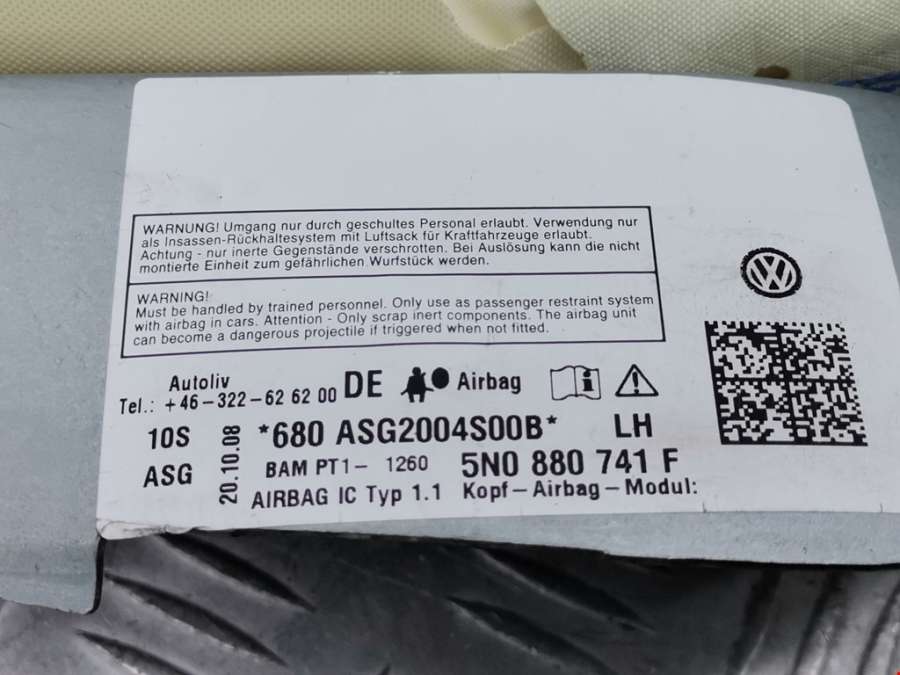 WARNUNG! Umgang nur durch geschultes Personal erlaubt. Verwendung nur
als Insassen-Rückhaltesystem mit Luftsack für Kraftfahrzeuge erlaubt.
Achtung - nur inerte Gegenstände verschrotten. Bei Auslösung kann die nicht
montierte Einheit zum gefährlichen Wurfstück werden.
WARNING!
Must be handled by trained personnel. Only use as passenger restraint system
with airbag in cars. Attention - Only scrap inert components. The airbag unit
can become a dangerous projectile if triggered when not fitted.
Autoliv
Tel.: +46-322-626200 DE Airbag
10S
ASG
20.10.08
*680 ASG2004S00B* LH
BAM PT1- 1260 5N0 880 741 F
AIRBAG IC Typ 1.1 Kopf-Airbag-Modul: